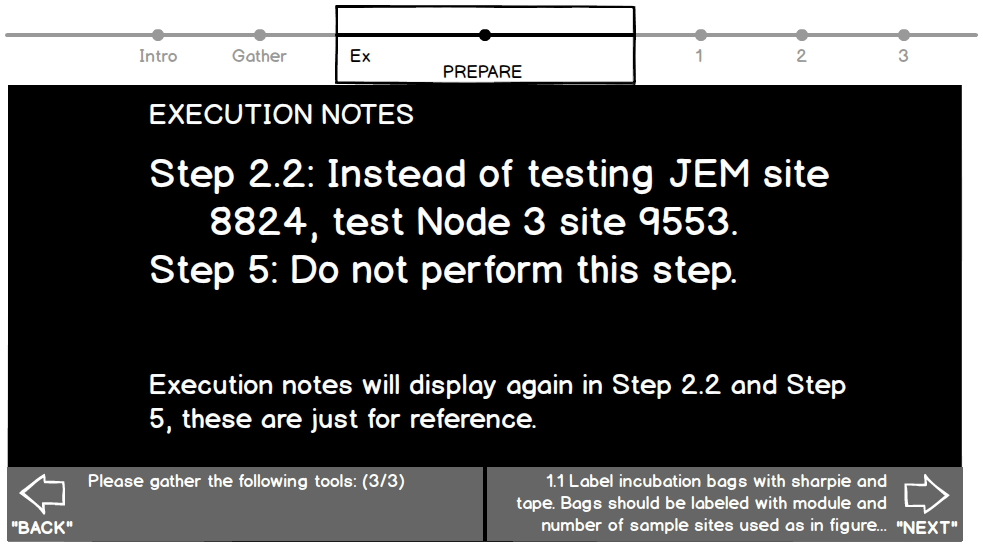 Intro
Gather
Ex
PREPARE
1
2
3
EXECUTION NOTES
Step 2.2: Instead of testing JEM site
8824, test Node 3 site 9553.
Step 5: Do not perform this step.
Execution notes will display again in Step 2.2 and Step
5, these are just for reference.
Please gather the following tools: (3/3)
"BACK"
1.1 Label incubation bags with sharpie and
tape. Bags should be labeled with module and
number of sample sites used as in figure...
"NEXT"